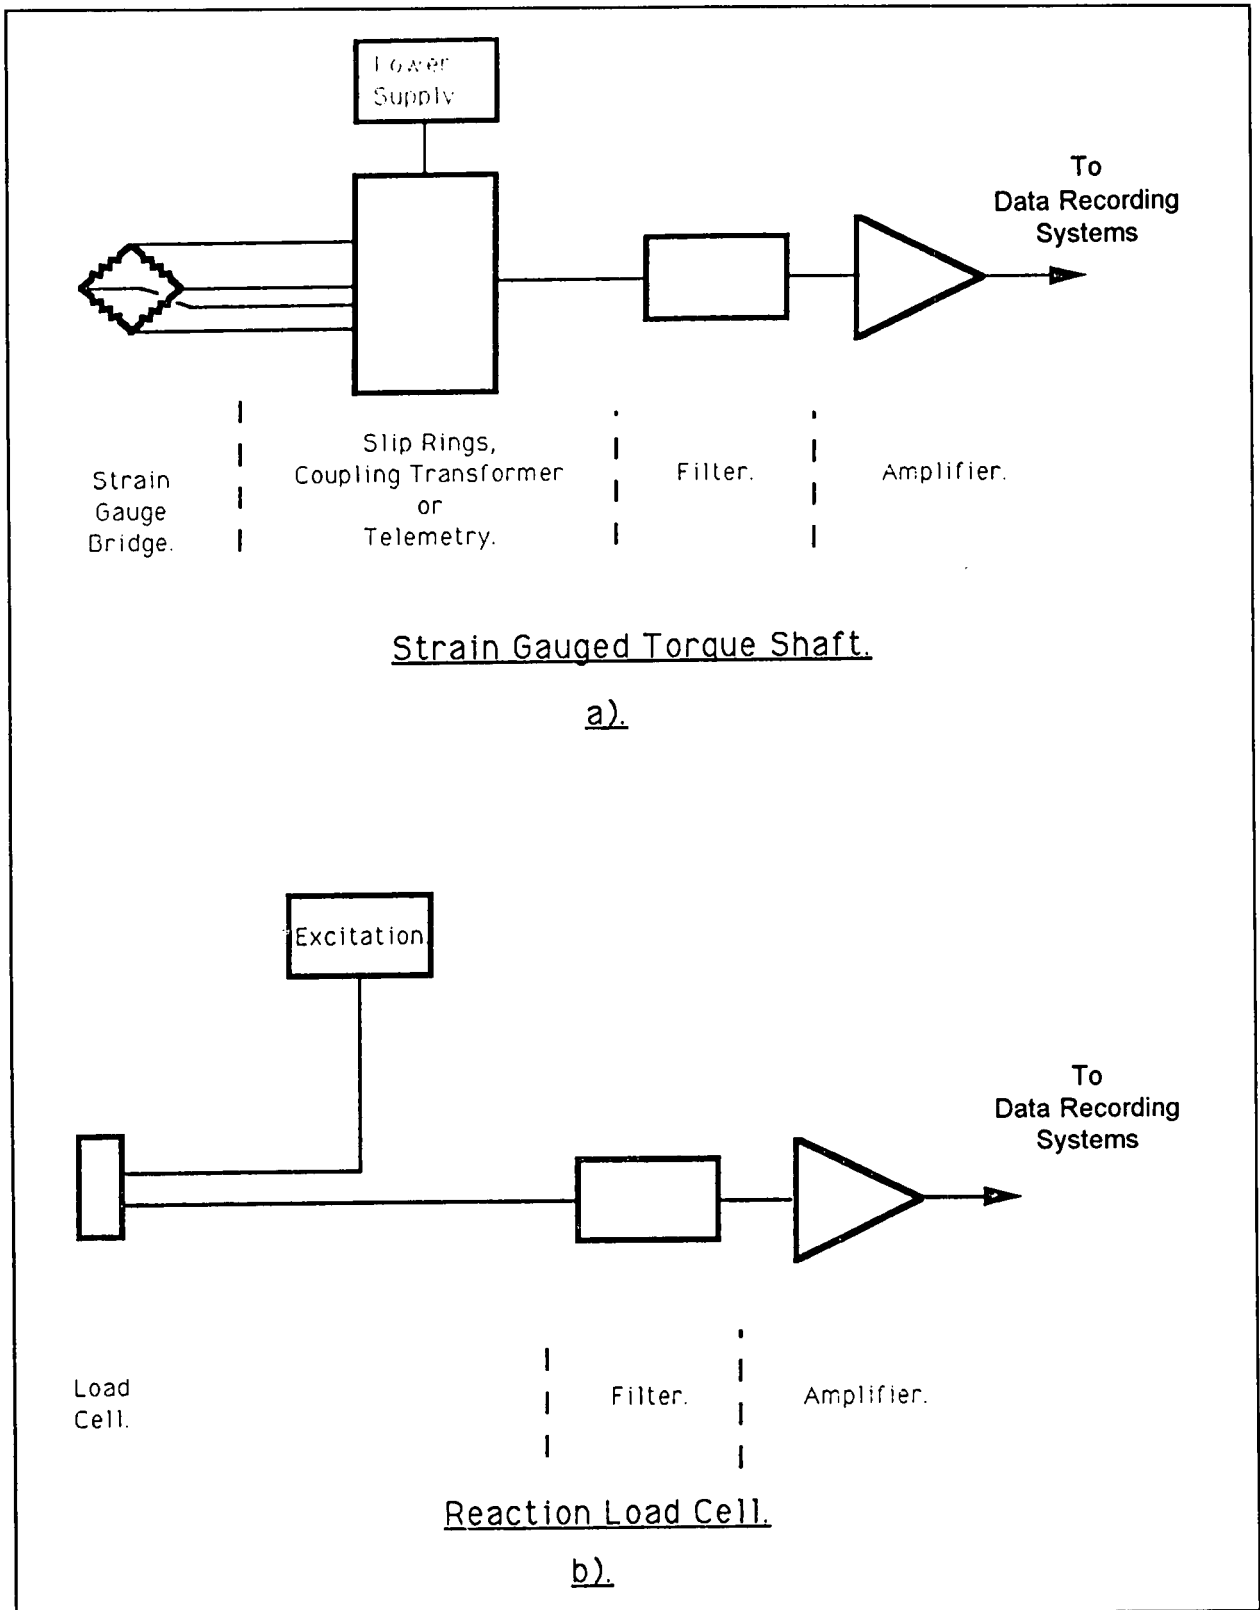 Power
Supply
To
Data Recording
Systems
Strain
Gauge
Bridge.
Slip Rings,
Coupling Transformer
or
Telemetry.
Filter.
Amplifier.
Strain Gauged Torque Shaft.
a).
Excitation
To
Data Recording
Systems
Load
Cell.
Filter.
Amplifier.
Reaction Load Cell.
b).